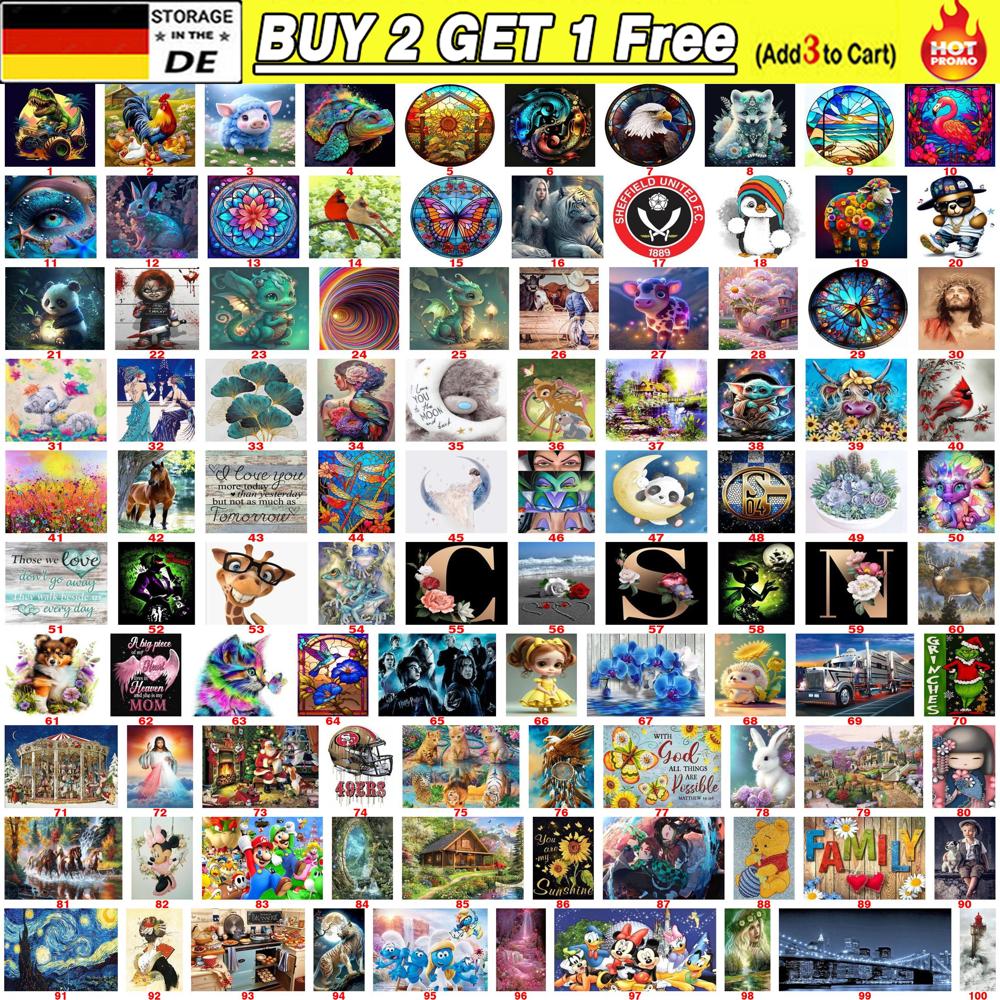 STORAGE
IN THE
DE
BUY 2 GET 1 Free
(Add 3 to Cart)
HOT
PROMO
1 2 3 4 5 6 7 8 9 10
SHEFFIELD UNITED F.C.
1889
11 12 13 14 15 16 17 18 19 20
21 22 23 24 25 26 27 28 29 30
I love
YOU
to the
MOON
and back
31 32 33 34 35 36 37 38 39 40
I love you
more today
than yesterday
but not as much as
Tomorrow
S
04
41 42 43 44 45 46 47 48 49 50
Those we love
don't go away
They walk beside us
every day
C
S
N
51 52 53 54 55 56 57 58 59 60
A big piece
of my
Heart
lives in
Heaven
and she is my
MOM
GRINCHES
61 62 63 64 65 66 67 68 69 70
49ERS
WITH
God
ALL THINGS
ARE
Possible
MATTHEW 19:26
71 72 73 74 75 76 77 78 79 80
You are
my
Sunshine
FAMILY
81 82 83 84 85 86 87 88 89 90
91 92 93 94 95 96 97 98 99 100